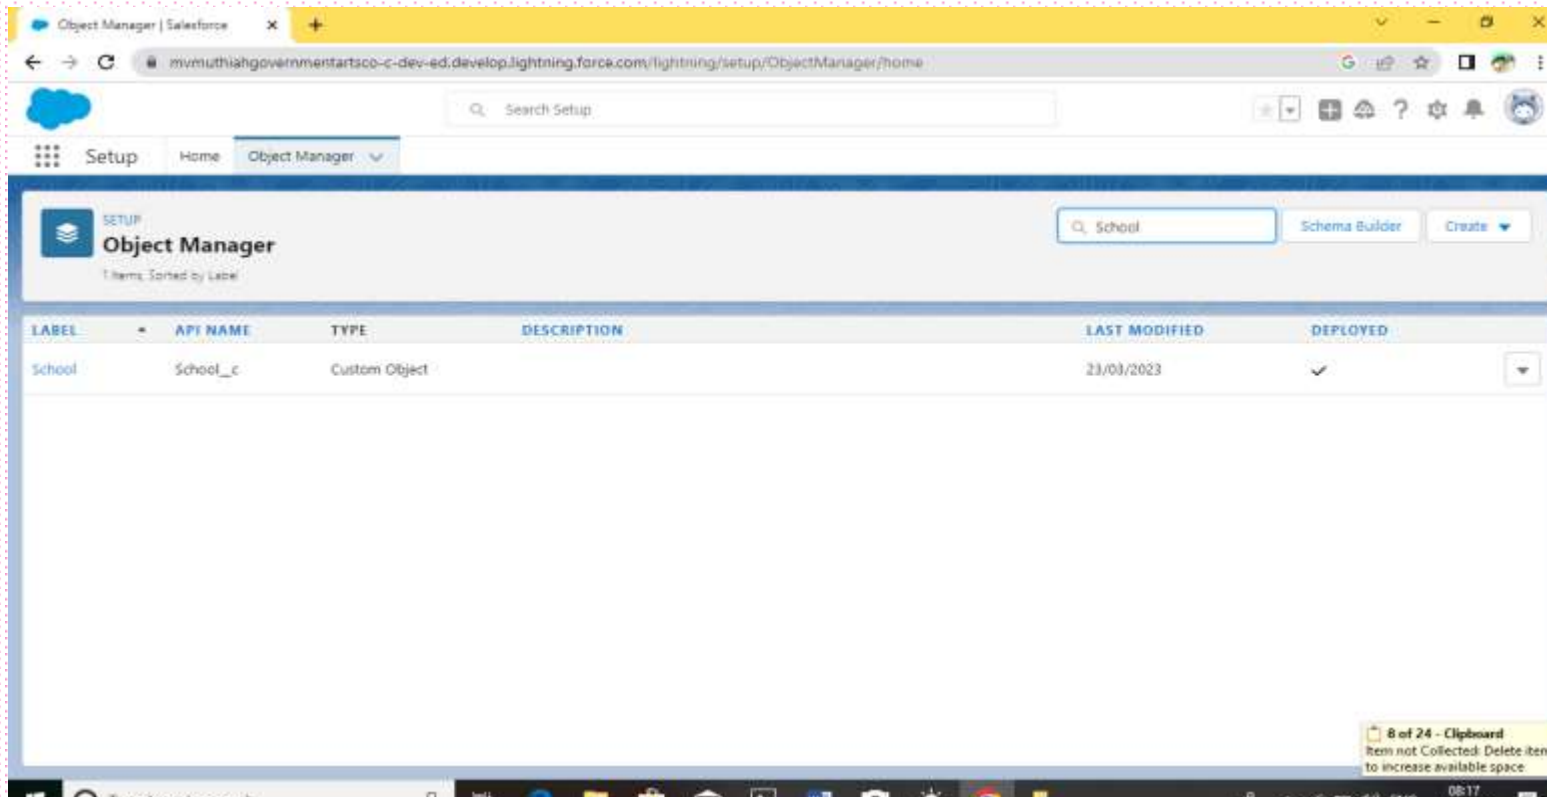 Object Manager | Salesforce
mvmuthiahgovernmentartsco-c-dev-ed.develop.lightning.force.com/lightning/setup/ObjectManager/home
Search Setup
Setup Home Object Manager
SETUP
Object Manager
1 Items, Sorted by Label
School
Schema Builder
Create
LABEL API NAME TYPE DESCRIPTION LAST MODIFIED DEPLOYED
School School__c Custom Object 23/03/2023
8 of 24 - Clipboard
Item not Collected: Delete item
to increase available space
08:17